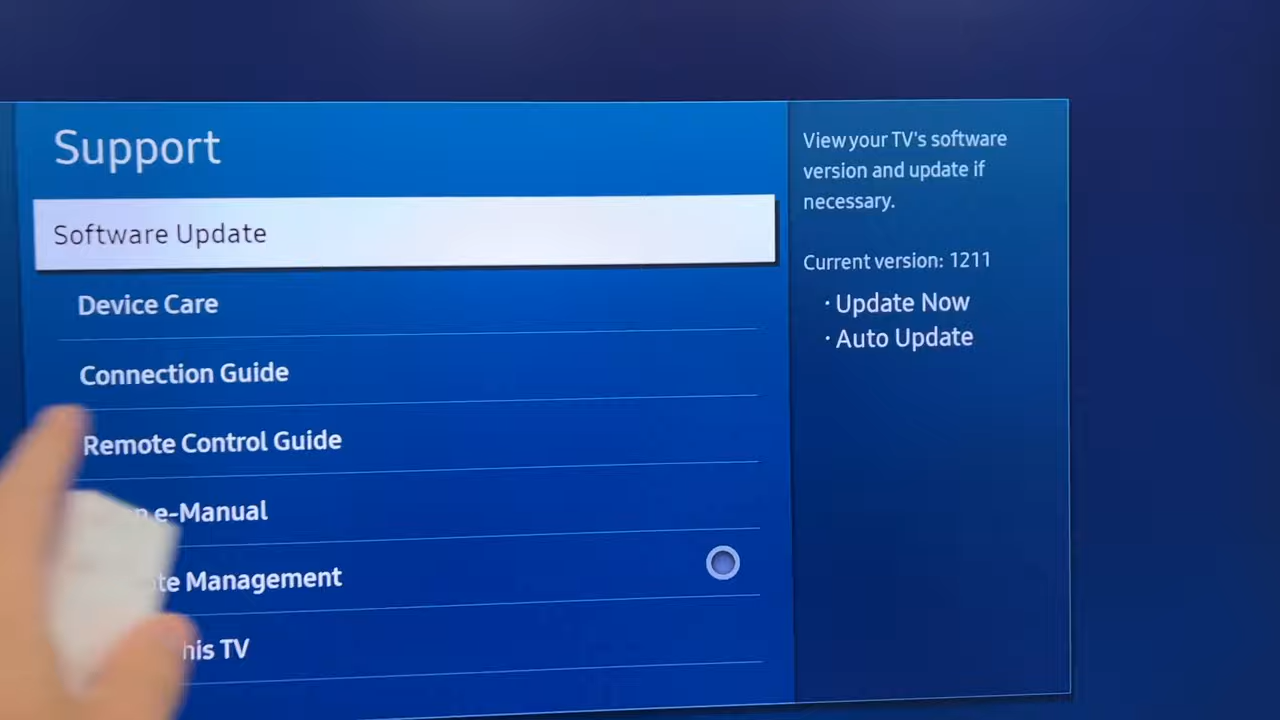 Support
Software Update
Device Care
Connection Guide
Remote Control Guide
e-Manual
Management
TV
View your TV's software
version and update if
necessary.
Current version: 1211
· Update Now
· Auto Update